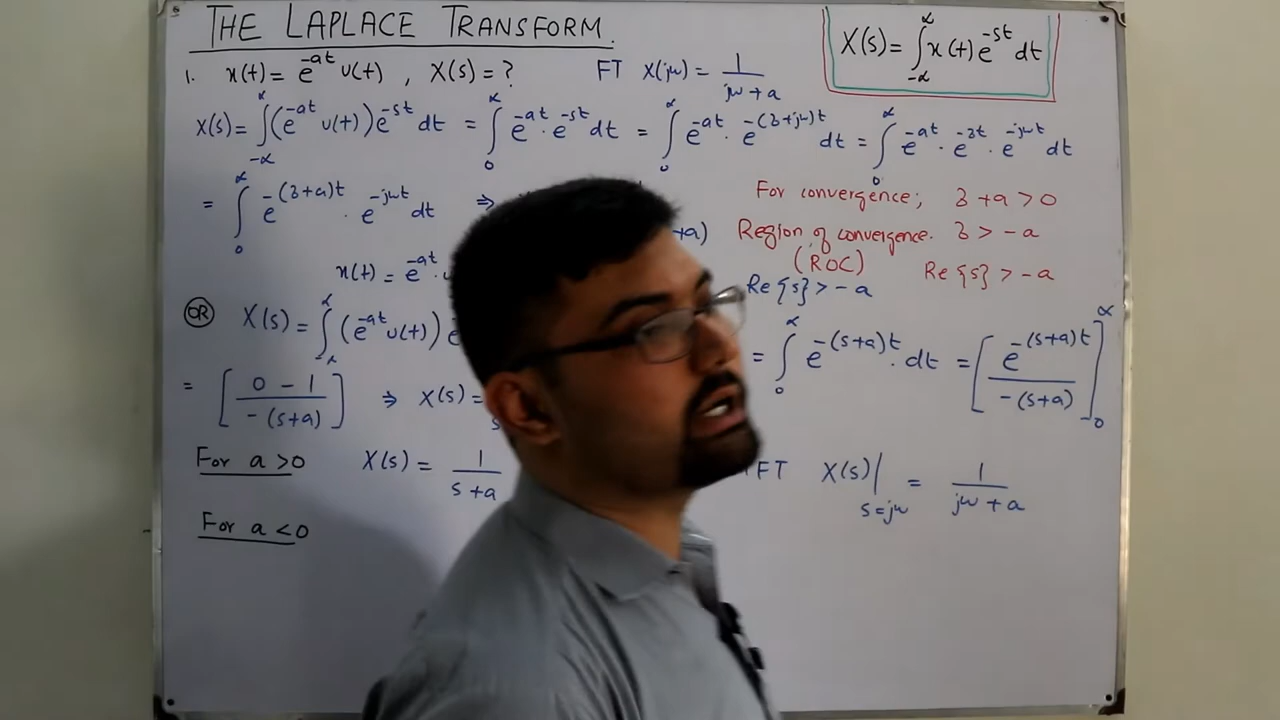 THE LAPLACE TRANSFORM.
X(s) = ∫_{-∞}^{∞} x(t) e^{-st} dt
1. x(t) = e^{-at} u(t) , X(s) = ? FT X(jω) = 1/(jω + a)
X(s) = ∫_{-∞}^{∞} (e^{-at} u(t)) e^{-st} dt = ∫_{0}^{∞} e^{-at} · e^{-st} dt = ∫_{0}^{∞} e^{-at} · e^{-(σ+jω)t} dt = ∫_{0}^{∞} e^{-at} · e^{-σt} · e^{-jωt} dt
= ∫_{0}^{∞} e^{-(σ+a)t} · e^{-jωt} dt ⇒
For convergence; σ + a > 0
+a) Region of convergence. σ > -a
(ROC) Re{s} > -a
x(t) = e^{-at} · Re{s} > -a
OR X(s) = ∫_{-∞}^{∞} (e^{-at} u(t)) e = ∫_{0}^{∞} e^{-(s+a)t} · dt = [e^{-(s+a)t} / -(s+a)]_{0}^{∞}
= [0 - 1 / -(s+a)] ⇒ X(s) =
For a > 0 X(s) = 1/(s+a) FT X(s)|_{s=jω} = 1/(jω + a)
For a < 0